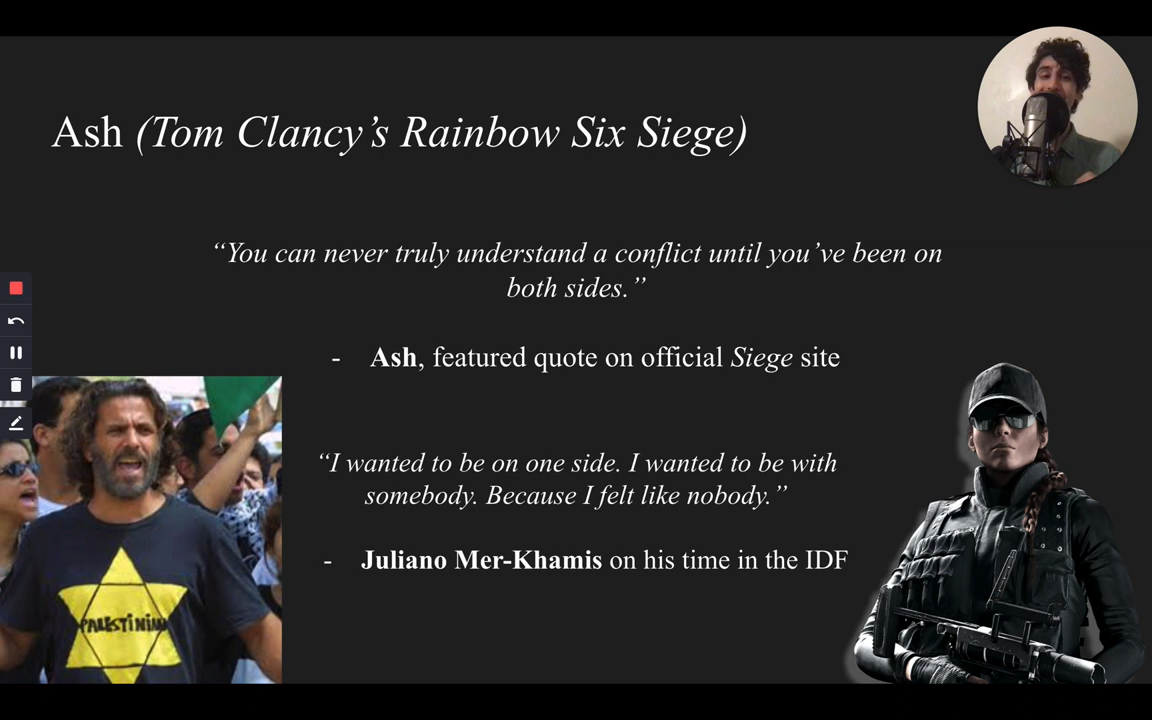 Ash (Tom Clancy’s Rainbow Six Siege)
“You can never truly understand a conflict until you’ve been on
both sides.”
- Ash, featured quote on official Siege site
“I wanted to be on one side. I wanted to be with
somebody. Because I felt like nobody.”
- Juliano Mer-Khamis on his time in the IDF
PALESTiNiAN